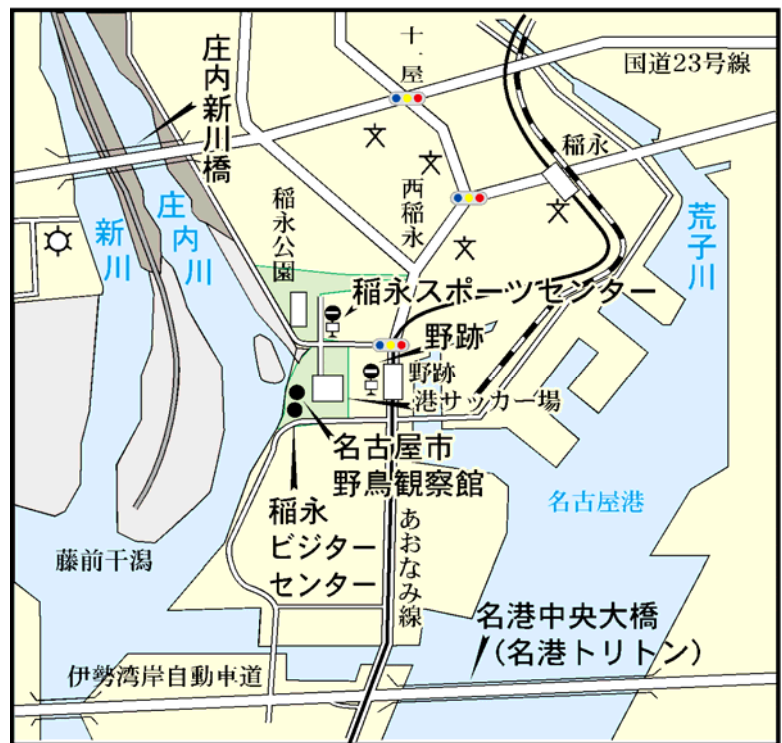 十一屋
国道23号線
庄内新川橋
稲永
西稲永
稲永公園
新川
庄内川
荒子川
稲永スポーツセンター
野跡
野跡
港サッカー場
名古屋市
野鳥観察館
稲永
ビジター
センター
あおなみ線
名古屋港
藤前干潟
名港中央大橋
(名港トリトン)
伊勢湾岸自動車道